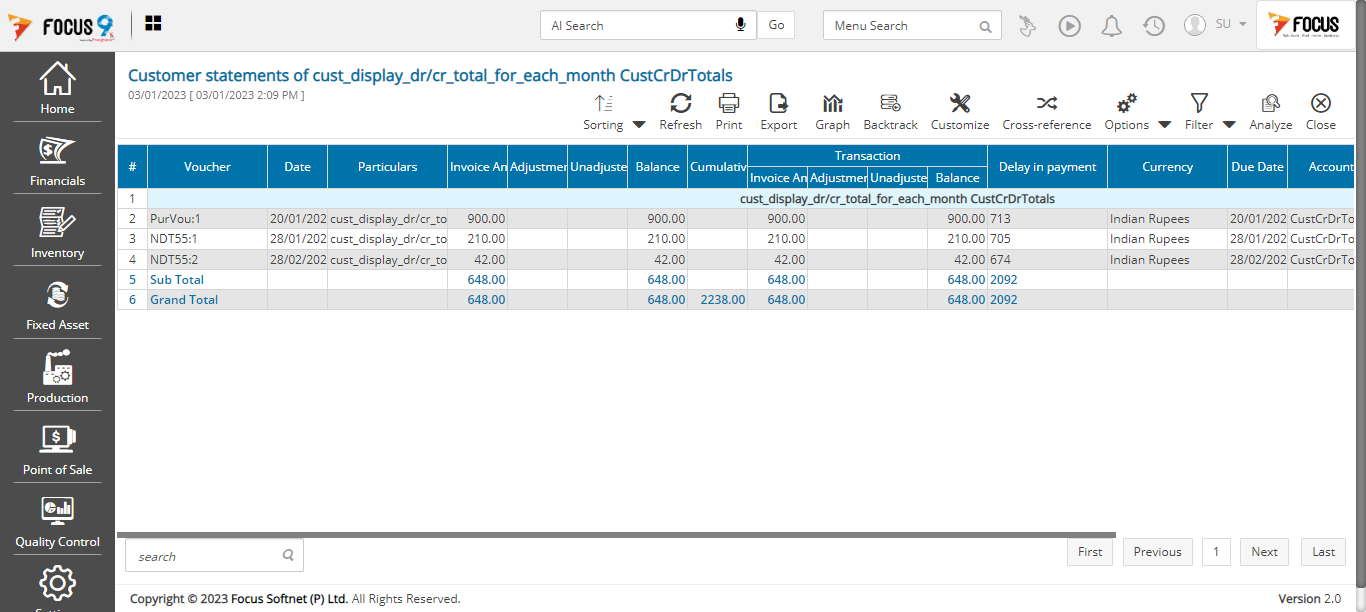 FOCUS 9
AI Search
Go
Menu Search
SU
FOCUS
Home
Financials
Inventory
Fixed Asset
Production
Point of Sale
Quality Control
Customer statements of cust_display_dr/cr_total_for_each_month CustCrDrTotals
03/01/2023 [ 03/01/2023 2:09 PM ]
Sorting Refresh Print Export Graph Backtrack Customize Cross-reference Options Filter Analyze Close
# Voucher Date Particulars Invoice An Adjustmer Unadjuste Balance Cumulativ Transaction Delay in payment Currency Due Date Account
Invoice An Adjustmer Unadjuste Balance
1 cust_display_dr/cr_total_for_each_month CustCrDrTotals
2 PurVou:1 20/01/202 cust_display_dr/cr_to 900.00 900.00 900.00 900.00 713 Indian Rupees 20/01/202 CustCrDrTo
3 NDT55:1 28/01/202 cust_display_dr/cr_to 210.00 210.00 210.00 210.00 705 Indian Rupees 28/01/202 CustCrDrTo
4 NDT55:2 28/02/202 cust_display_dr/cr_to 42.00 42.00 42.00 42.00 674 Indian Rupees 28/02/202 CustCrDrTo
5 Sub Total 648.00 648.00 648.00 648.00 2092
6 Grand Total 648.00 648.00 2238.00 648.00 648.00 2092
search
First Previous 1 Next Last
Copyright © 2023 Focus Softnet (P) Ltd. All Rights Reserved.
Version 2.0